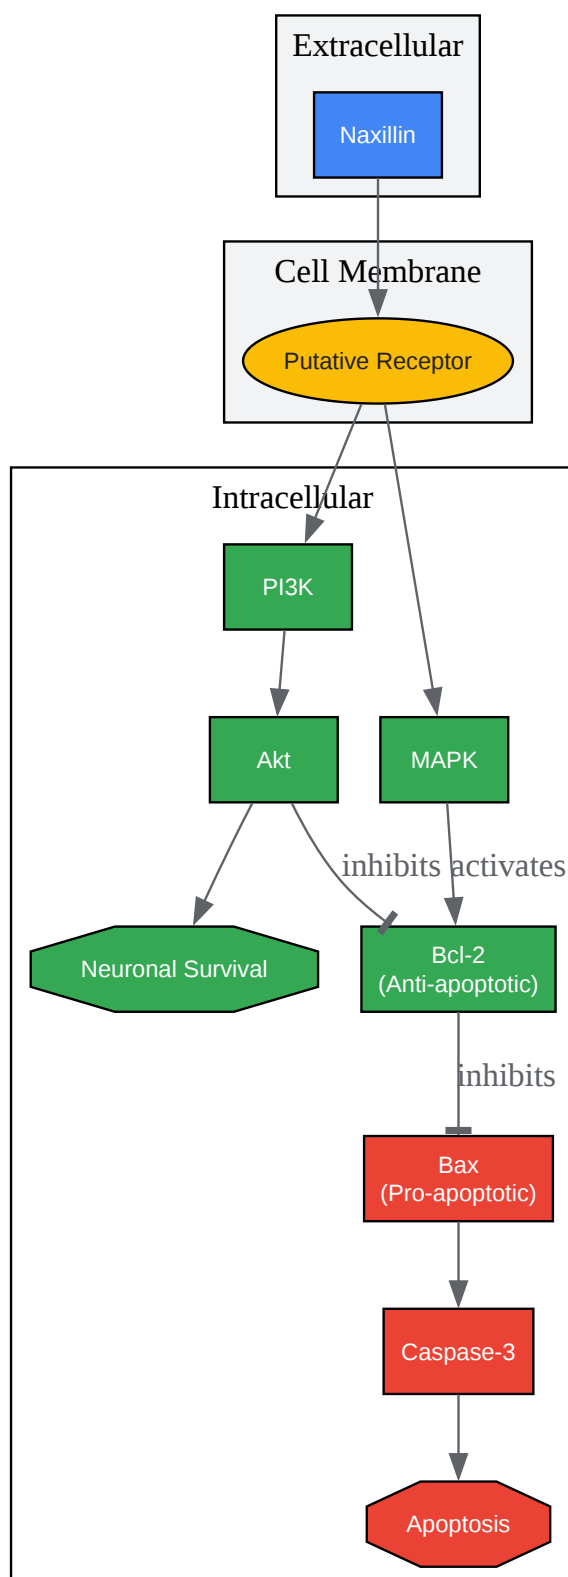 Extracellular
Naxillin
Cell Membrane
Putative Receptor
Intracellular
PI3K
Akt
MAPK
inhibits
activates
Neuronal Survival
Bcl-2
(Anti-apoptotic)
inhibits
Bax
(Pro-apoptotic)
Caspase-3
Apoptosis